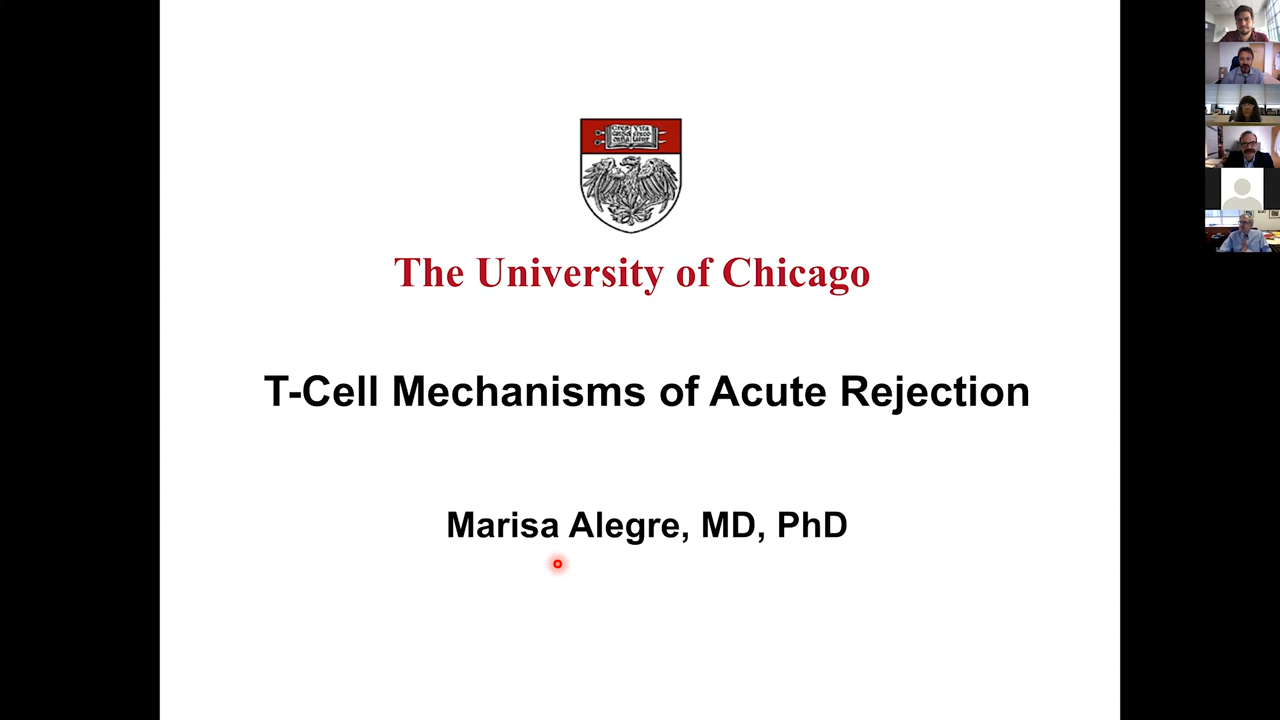 The University of Chicago
T-Cell Mechanisms of Acute Rejection
Marisa Alegre, MD, PhD